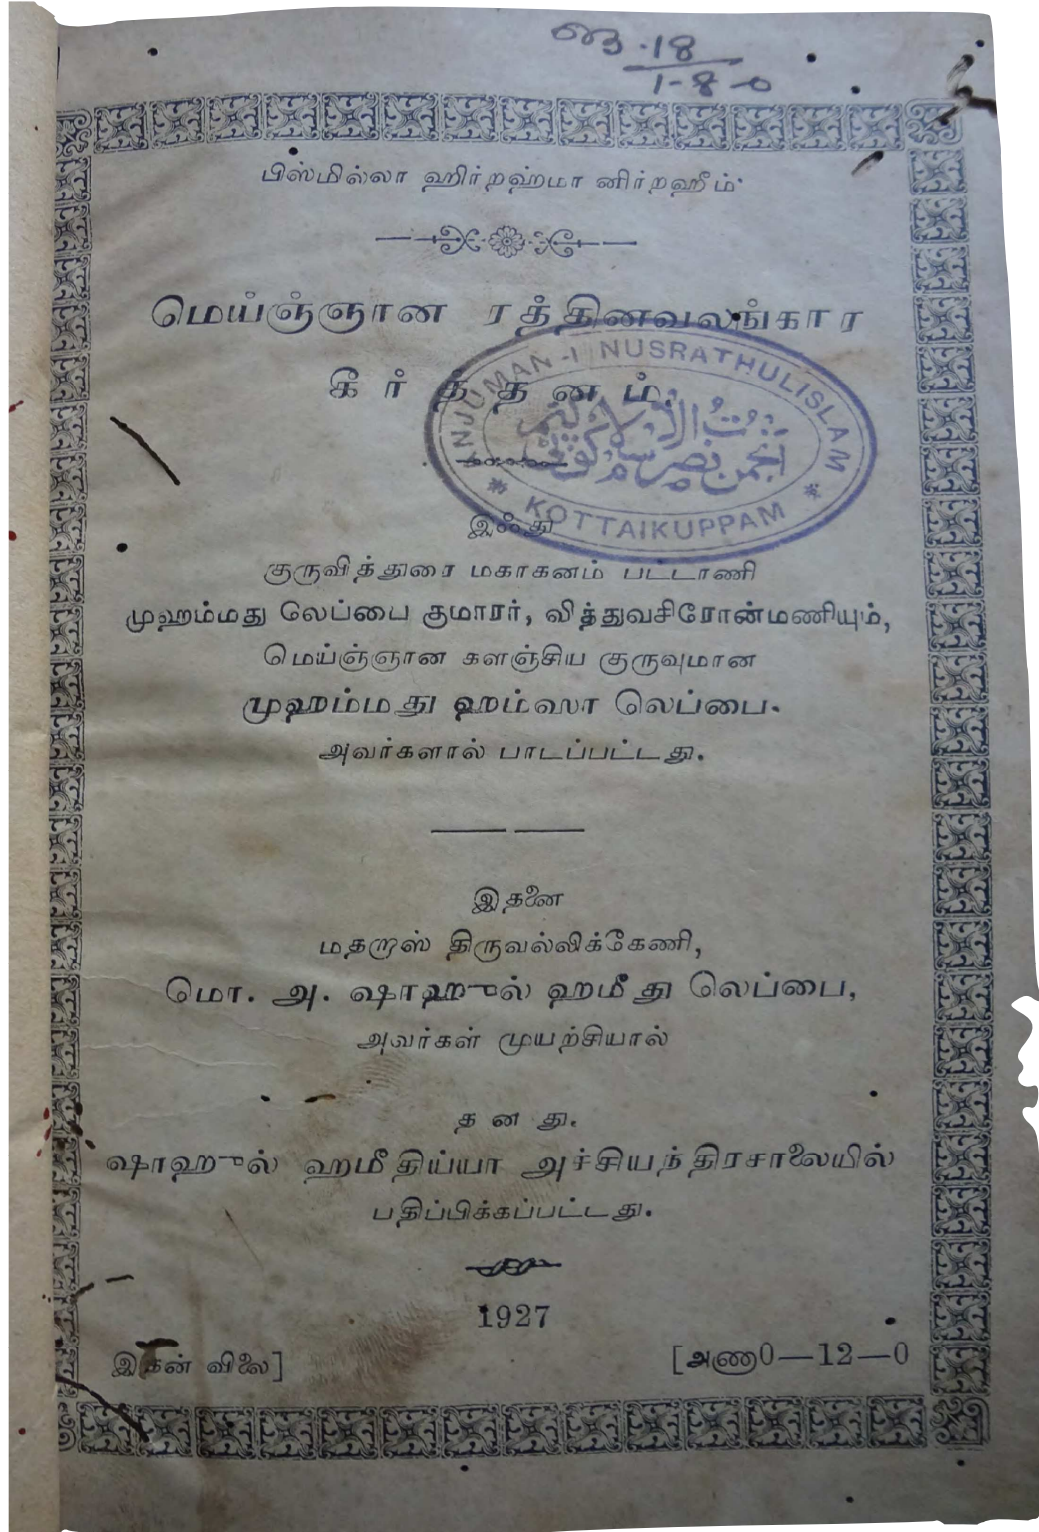 18
1-8-0
பிஸ்மில்லா ஹிர்றஹ்மா னிர்றஹீம்
மெய்ஞ்ஞான ரத்தினவலங்கார
கீர்த்தனம்.
ANJUMAN-I NUSRATHUL ISLAM
KOTTAIKUPPAM
இஃது
குருவித்துரை மகாகனம் பட்டாணி
முஹம்மது லெப்பை குமாரர், வித்துவசிரோன்மணியும்,
மெய்ஞ்ஞான களஞ்சிய குருவுமான
முஹம்மது ஹம்ஸா லெப்பை.
அவர்களால் பாடப்பட்டது.
இதனை
மதறாஸ் திருவல்லிக்கேணி,
மொ. அ. ஷாஹுல் ஹமீது லெப்பை,
அவர்கள் முயற்சியால்
தனது.
ஷாஹுல் ஹமீதிய்யா அச்சியந்திரசாலையில்
பதிப்பிக்கப்பட்டது.
1927
இதன் விலை] [அணா0—12—0